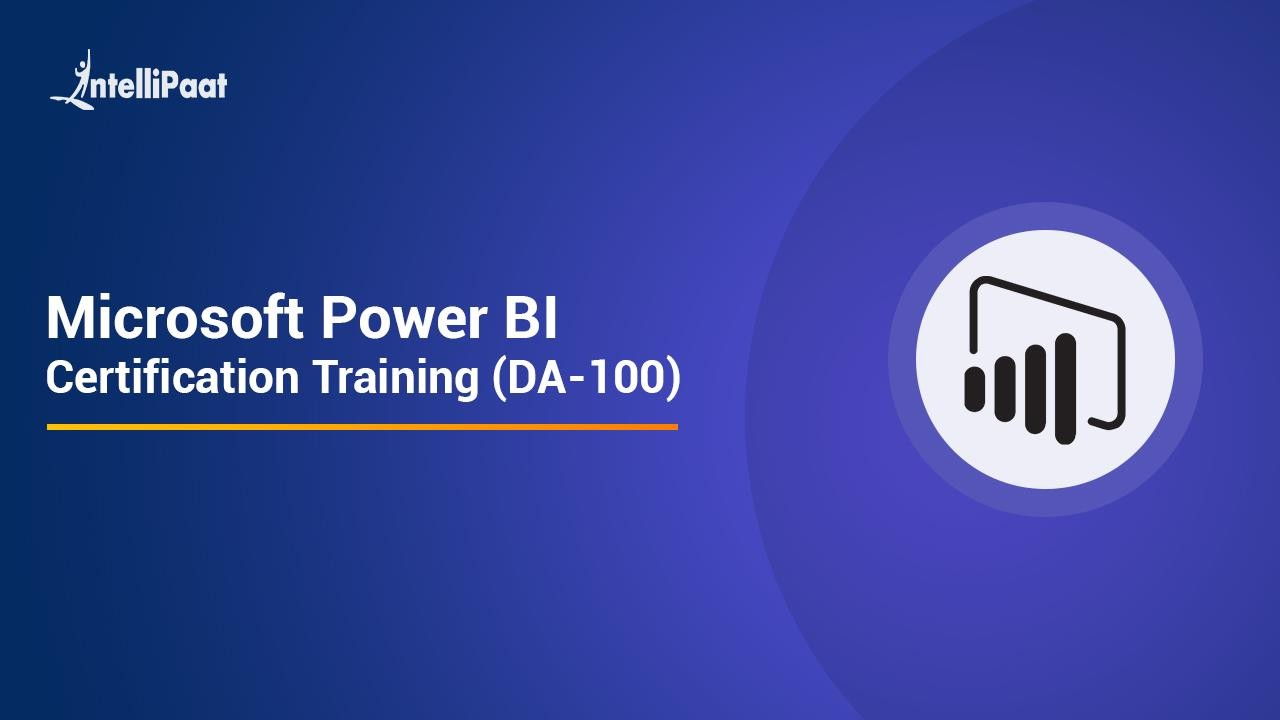 IntelliPaat
Microsoft Power BI
Certification Training (DA-100)